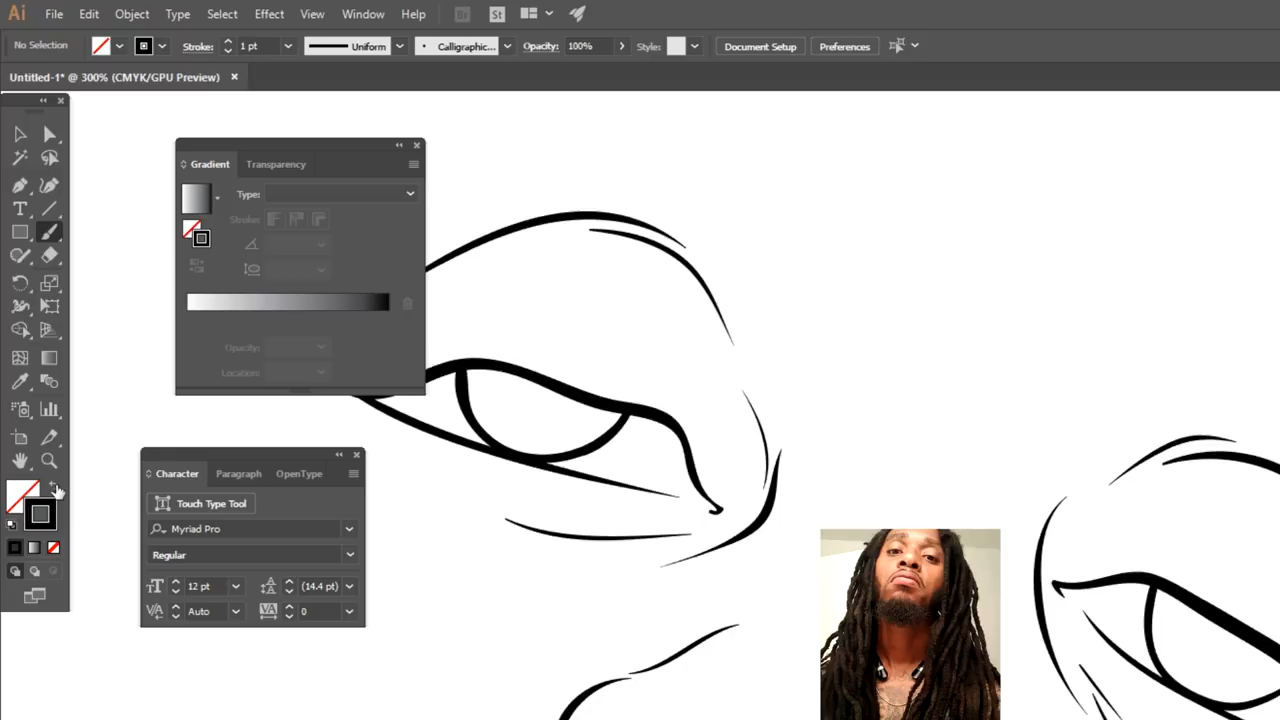 Ai File Edit Object Type Select Effect View Window Help Br St
No Selection Stroke: 1 pt Uniform Calligraphic... Opacity: 100% Style: Document Setup Preferences
Untitled-1* @ 300% (CMYK/GPU Preview)
Gradient Transparency
Type:
Stroke:
Opacity:
Location:
Character Paragraph OpenType
Touch Type Tool
Myriad Pro
Regular
12 pt (14.4 pt)
Auto 0